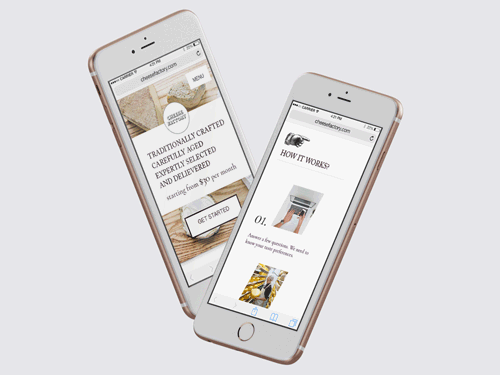 CARRIER
4:21 PM
cheesefactory.com
MENU
CHEESE
FACTORY
TRADITIONALLY CRAFTED
CAREFULLY AGED
EXPERTLY SELECTED
AND DELIEVERED
starting from $30 per month
GET STARTED
CARRIER
4:21 PM
cheesefactory.com
HOW IT WORKS?
01.
Answer a few questions. We need to
know your taste preferences.